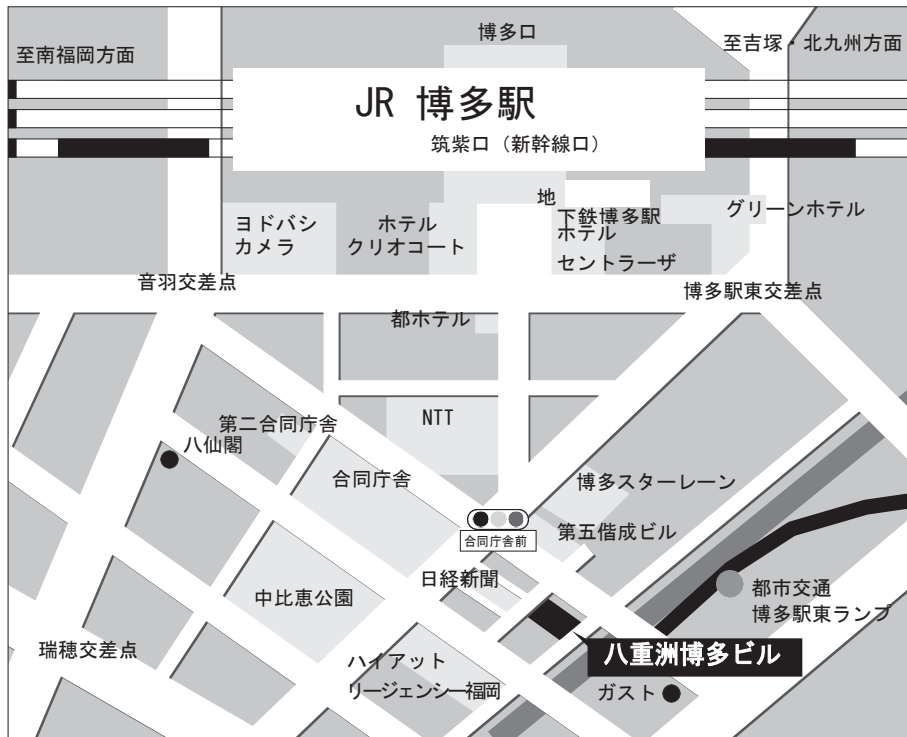 博多口
至南福岡方面
至吉塚・北九州方面
JR 博多駅
筑紫口（新幹線口）
地
下鉄博多駅
ヨドバシ
カメラ
ホテル
クリオコート
ホテル
セントラーザ
グリーンホテル
音羽交差点
博多駅東交差点
都ホテル
第二合同庁舎
NTT
八仙閣
合同庁舎
博多スターレーン
合同庁舎前
第五偕成ビル
日経新聞
中比恵公園
都市交通
博多駅東ランプ
瑞穂交差点
八重洲博多ビル
ハイアット
リージェンシー福岡
ガスト